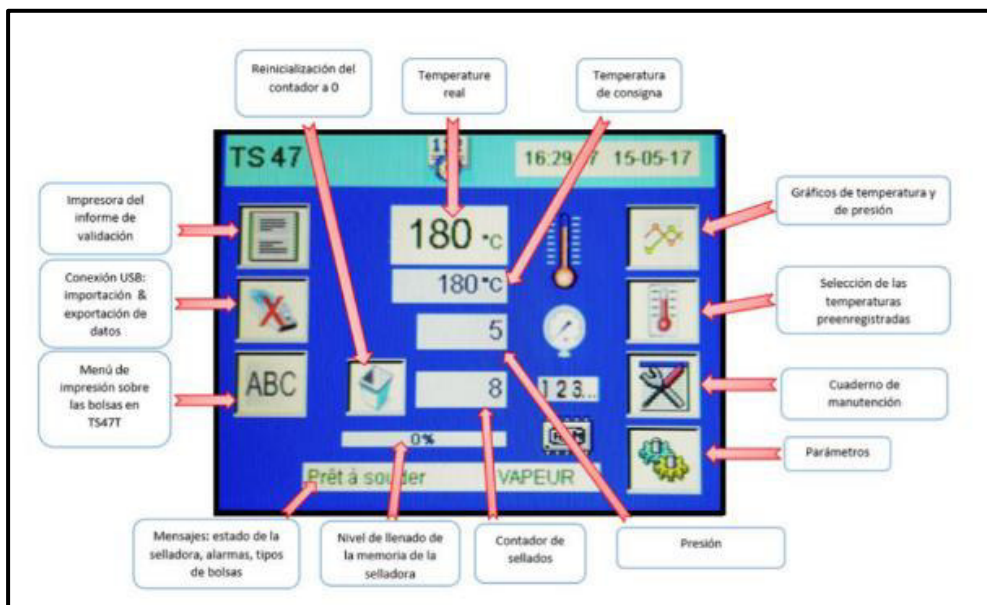 Reinicialización del
contador a 0
Temperature
real
Temperatura
de consigna
TS 47
15-05-17
Impresora del
informe de
validación
Gráficos de temperatura y
de presión
180 °C
180 °C
Conexión USB:
importación & 
exportación de
datos
Selección de las
temperaturas
preenregistradas
5
Menú de
impresión sobre
las bolsas en
TS47T
ABC
8
1 2 3...
Cuaderno de
manutención
0%
Parámetros
Prêt à souder
VAPEUR
Mensajes: estado de la
selladora, alarmas, tipos
de bolsas
Nivel de llenado de
la memoria de la
selladora
Contador de
sellados
Presión